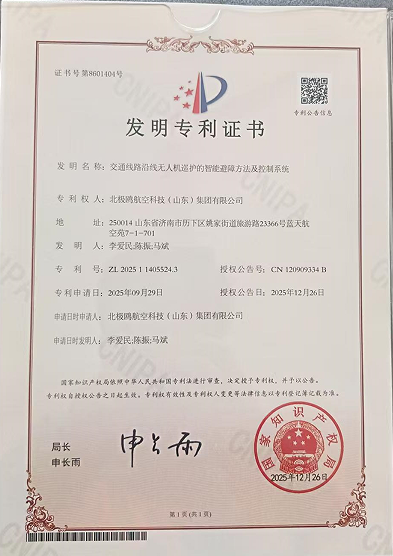 证书号第8601404号
专利公告信息
发明专利证书
发 明 名 称：交通线路沿线无人机巡护的智能避障方法及控制系统
专 利 权 人：北极鸥航空科技（山东）集团有限公司
地 址：250014 山东省济南市历下区姚家街道旅游路23366号蓝天航
空苑7-1-701
发 明 人：李爱民;陈振;马斌
专 利 号：ZL 2025 1 1405524.3 授权公告号：CN 120909334 B
专利申请日：2025年09月29日 授权公告日：2025年12月26日
申请日时申请人：北极鸥航空科技（山东）集团有限公司
申请日时发明人：李爱民;陈振;马斌
国家知识产权局依照中华人民共和国专利法进行审查，决定授予专利权，并予以公告。
专利权自授权公告之日起生效。专利权有效性及专利权人变更等法律信息以专利登记簿记载为准。
局长
申长雨
申长雨
国家知识产权局
2025年12月26日
第 1 页 (共 1 页)
CNIPA